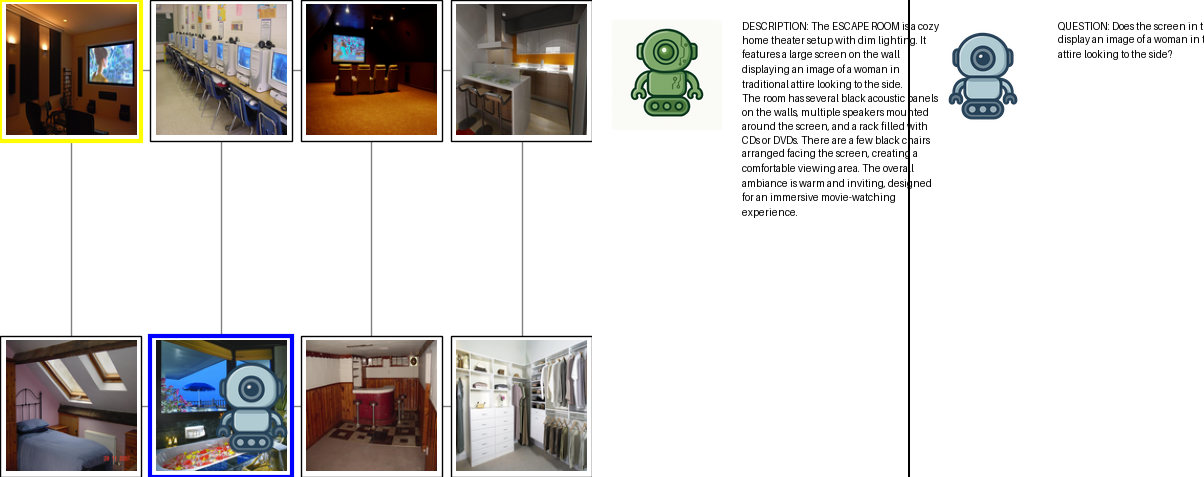 DESCRIPTION: The ESCAPE ROOM is a cozy
home theater setup with dim lighting. It
features a large screen on the wall
displaying an image of a woman in
traditional attire looking to the side.
The room has several black acoustic panels
on the walls, multiple speakers mounted
around the screen, and a rack filled with
CDs or DVDs. There are a few black chairs
arranged facing the screen, creating a
comfortable viewing area. The overall
ambiance is warm and inviting, designed
for an immersive movie-watching
experience.
QUESTION: Does the screen in t
display an image of a woman in t
attire looking to the side?